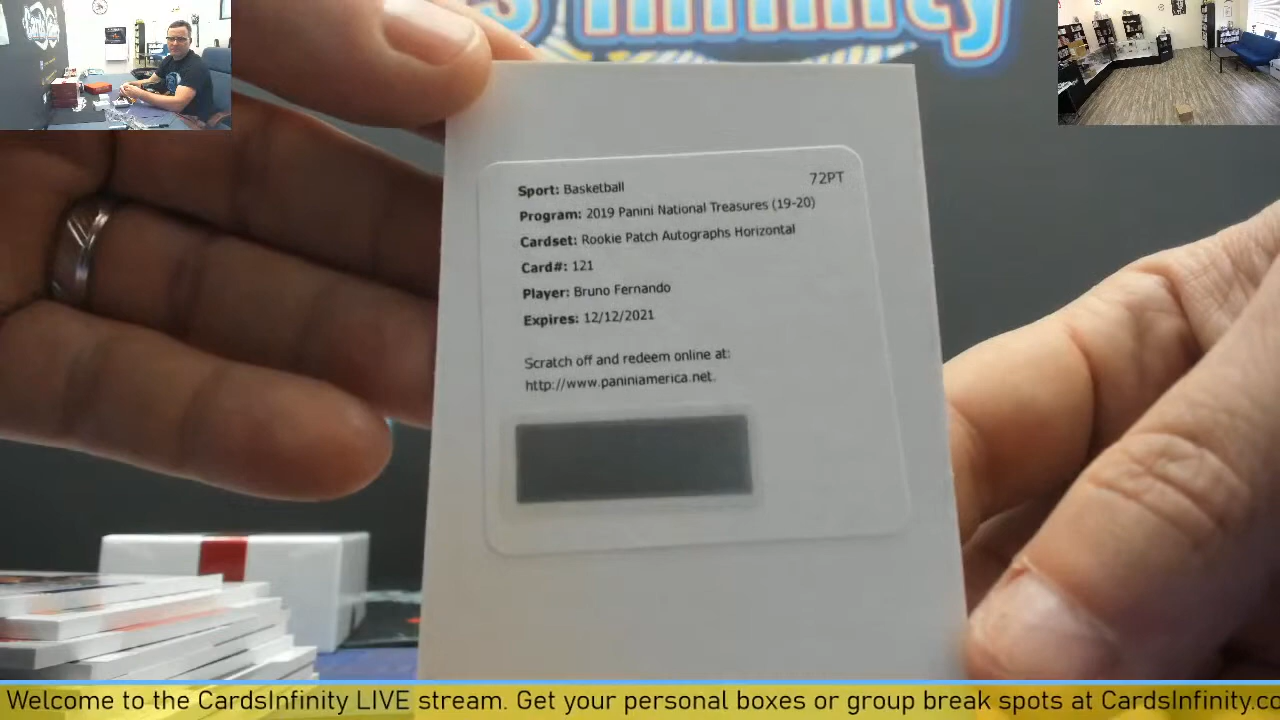 s Infinity
Sport: Basketball
72PT
Program: 2019 Panini National Treasures (19-20)
Cardset: Rookie Patch Autographs Horizontal
Card#: 121
Player: Bruno Fernando
Expires: 12/12/2021
Scratch off and redeem online at:
http://www.paniniamerica.net.
Welcome to the CardsInfinity LIVE stream. Get your personal boxes or group break spots at CardsInfinity.co